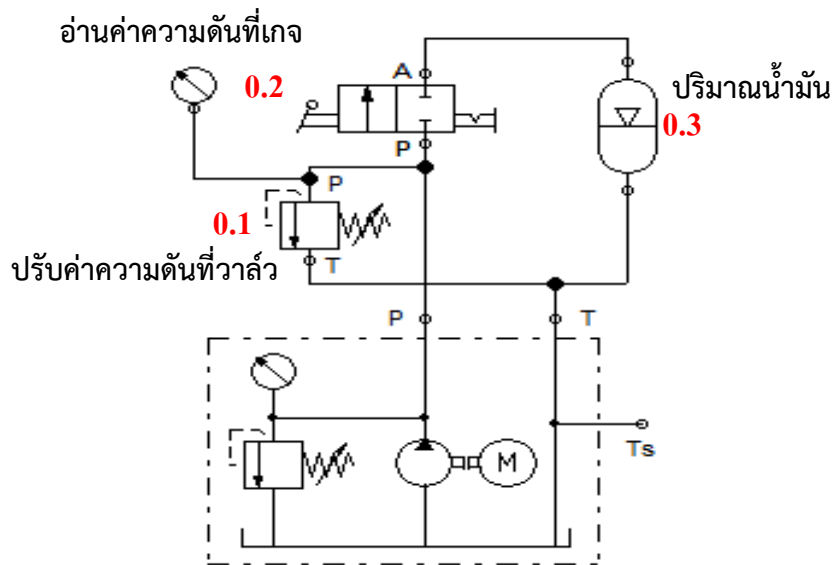 อ่านค่าความดันที่เกจ
0.2
A
ปริมาณน้ำมัน
0.3
P
P
0.1
T
ปรับค่าความดันที่วาล์ว
P
T
Ts
M